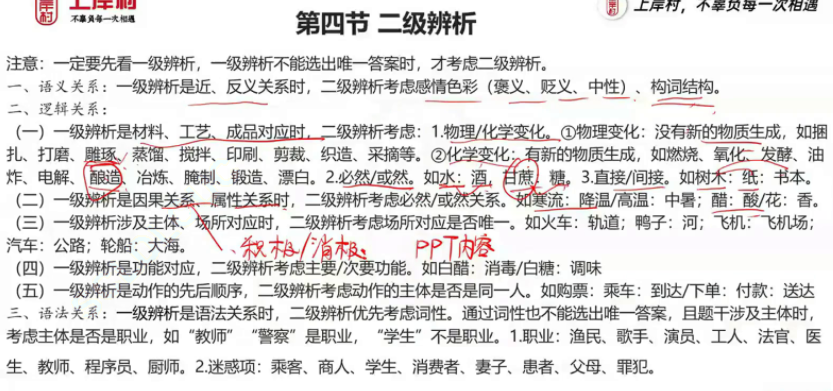 上岸村
不辜负每一次相遇
上岸村，不辜负每一次相遇
第四节 二级辨析
注意：一定要先看一级辨析，一级辨析不能选出唯一答案时，才考虑二级辨析。
一、语义关系：一级辨析是近、反义关系时，二级辨析考虑感情色彩（褒义、贬义、中性）、构词结构。
二、逻辑关系：
（一）一级辨析是材料、工艺、成品对应时，二级辨析考虑：1.物理/化学变化。①物理变化：没有新的物质生成，如捆
扎、打磨、雕琢、蒸馏、搅拌、印刷、剪裁、织造、采摘等。②化学变化：有新的物质生成，如燃烧、氧化、发酵、油
炸、电解、酿造、冶炼、腌制、锻造、漂白。2.必然/或然。如水：酒，甘蔗：糖。3.直接/间接。如树木：纸：书本。
（二）一级辨析是因果关系、属性关系时，二级辨析考虑必然/或然关系。如寒流：降温/高温：中暑；醋：酸/花：香。
（三）一级辨析涉及主体、场所对应时，二级辨析考虑场所对应是否唯一。如火车：轨道；鸭子：河；飞机：飞机场；
汽车：公路；轮船：大海。
积极/消极 PPT内容
（四）一级辨析是功能对应，二级辨析考虑主要/次要功能。如白醋：消毒/白糖：调味
（五）一级辨析是动作的先后顺序，二级辨析考虑动作的主体是否是同一人。如购票：乘车：到达/下单：付款：送达
三、语法关系：一级辨析是语法关系时，二级辨析优先考虑词性。通过词性也不能选出唯一答案，且题干涉及主体时，
考虑主体是否是职业，如“教师”“警察”是职业，“学生”不是职业。1.职业：渔民、歌手、演员、工人、法官、医
生、教师、程序员、厨师。2.迷惑项：乘客、商人、学生、消费者、妻子、患者、父母、罪犯。